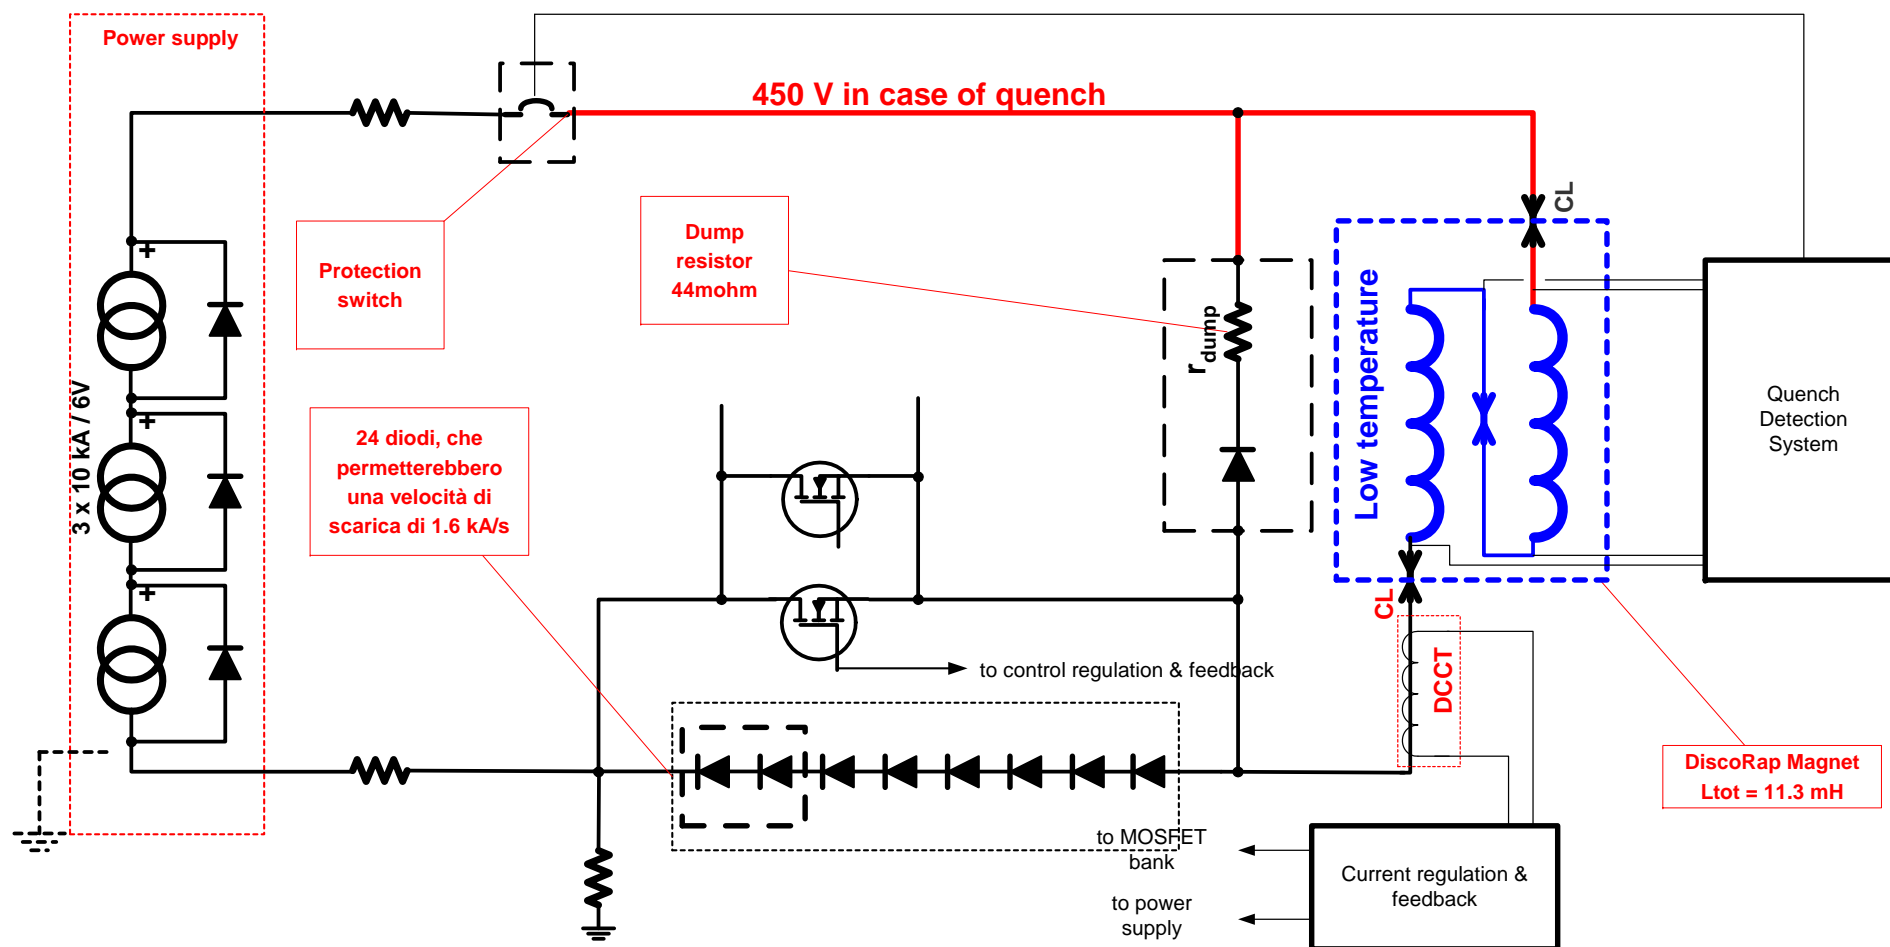 Power supply
450 V in case of quench
CL
Protection
switch
Dump
resistor
44mohm
Low temperature
r dump
Quench
Detection
System
3 x 10 kA / 6V
+
+
+
24 diodi, che
permetterebbero
una velocità di
scarica di 1.6 kA/s
CL
to control regulation & feedback
DCCT
DiscoRap Magnet
Ltot = 11.3 mH
to MOSFET
bank
Current regulation &
feedback
to power
supply